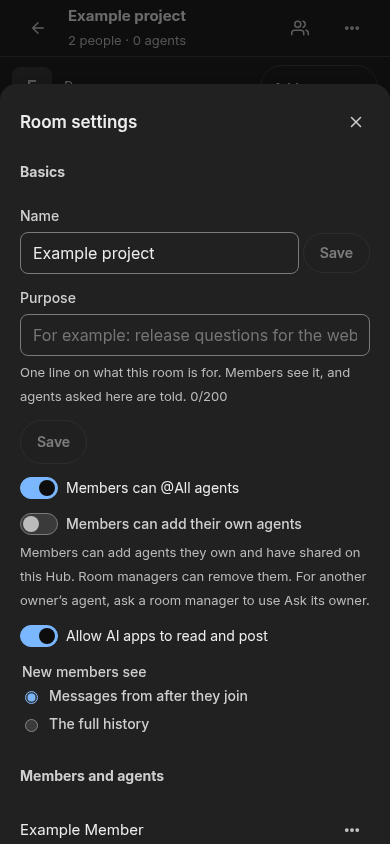 Example project
2 people · 0 agents
Room settings
Basics
Name
Example project
Save
Purpose
For example: release questions for the web
One line on what this room is for. Members see it, and
agents asked here are told. 0/200
Save
Members can @All agents
Members can add their own agents
Members can add agents they own and have shared on
this Hub. Room managers can remove them. For another
owner’s agent, ask a room manager to use Ask its owner.
Allow AI apps to read and post
New members see
Messages from after they join
The full history
Members and agents
Example Member